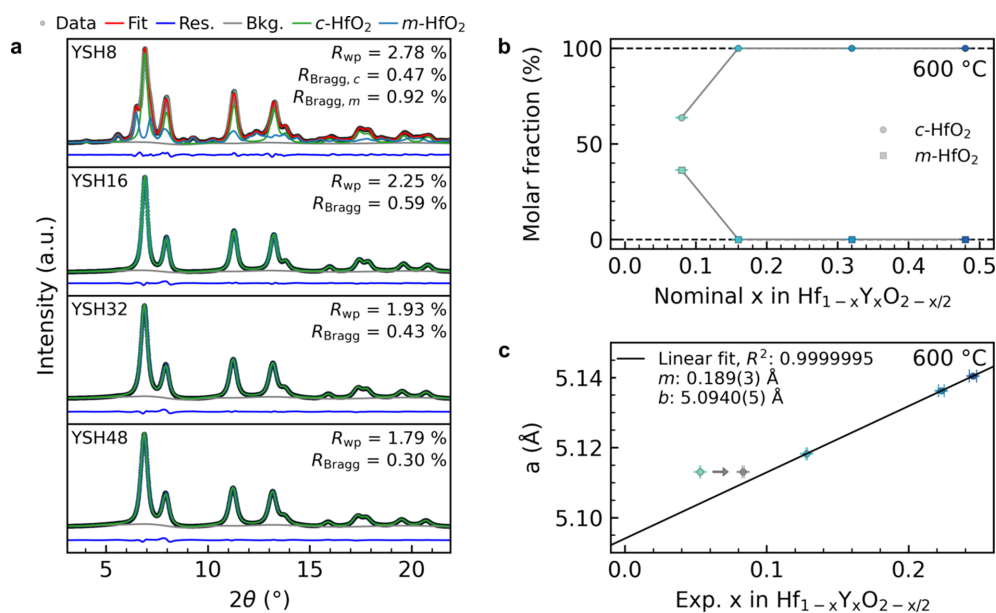 Data Fit Res. Bkg. c-HfO₂ m-HfO₂
a
YSH8
Rwp = 2.78 %
RBragg, c = 0.47 %
RBragg, m = 0.92 %
YSH16
Rwp = 2.25 %
RBragg = 0.59 %
YSH32
Rwp = 1.93 %
RBragg = 0.43 %
YSH48
Rwp = 1.79 %
RBragg = 0.30 %
Intensity (a.u.)
5 10 15 20
2θ (°)
b
100
50
0
Molar fraction (%)
600 °C
c-HfO₂
m-HfO₂
0.0 0.1 0.2 0.3 0.4 0.5
Nominal x in Hf₁₋ₓYₓO₂₋ₓ/₂
c
Linear fit, R²: 0.9999995
m: 0.189(3) Å
b: 5.0940(5) Å
600 °C
5.14
5.12
5.10
a (Å)
0.0 0.1 0.2
Exp. x in Hf₁₋ₓYₓO₂₋ₓ/₂